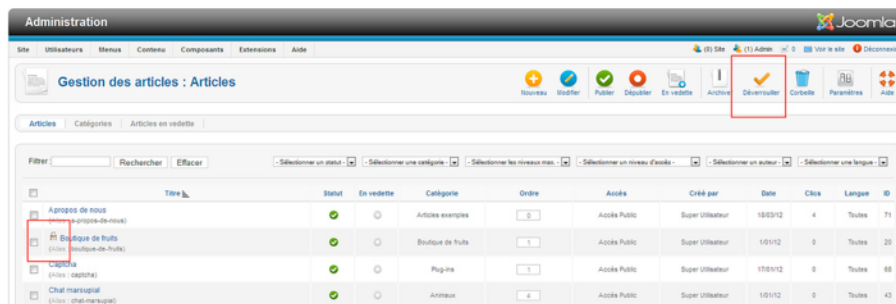 Administration Joomla
Site Utilisateurs Menus Contenu Composants Extensions Aide (0) Site (1) Admin 0 Voir le site Déconnexi
Gestion des articles : Articles
Nouveau Modifier Publier Dépublier En vedette Archiver Déverrouiller Corbeille Paramètres Aide
Articles Catégories Articles en vedette
Filtrer Rechercher Effacer - Sélectionner un statut - - Sélectionner une catégorie - - Sélectionner les niveaux max. - - Sélectionner un niveau d'accès - - Sélectionner un auteur - - Sélectionner une langue -
Titre Statut En vedette Catégorie Ordre Accès Créé par Date Clics Langue ID
A propos de nous Articles exemples 0 Accès Public Super Utilisateur 18/03/12 4 Toutes 71
(Alias : a-propos-de-nous)
Boutique de fruits Boutique de fruits 1 Accès Public Super Utilisateur 1/01/12 0 Toutes 20
(Alias : boutique-de-fruits)
Captcha Plug-ins 1 Accès Public Super Utilisateur 17/01/12 0 Toutes 68
(Alias : captcha)
Chat marsupial Animaux 4 Accès Public Super Utilisateur 1/01/12 0 Toutes 43
(Alias : chat-marsupial)